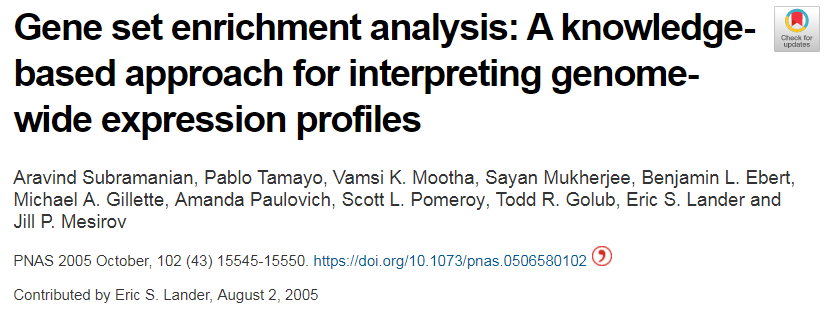 Gene set enrichment analysis: A knowledge-
based approach for interpreting genome-
wide expression profiles
Check for
updates
Aravind Subramanian, Pablo Tamayo, Vamsi K. Mootha, Sayan Mukherjee, Benjamin L. Ebert,
Michael A. Gillette, Amanda Paulovich, Scott L. Pomeroy, Todd R. Golub, Eric S. Lander and
Jill P. Mesirov
PNAS 2005 October, 102 (43) 15545-15550. https://doi.org/10.1073/pnas.0506580102
Contributed by Eric S. Lander, August 2, 2005